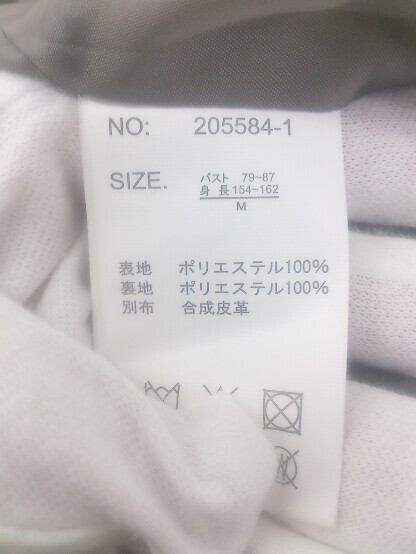 NO: 205584-1
SIZE. バスト 79~87
身長 154-162
M
表地 ポリエステル100%
裏地 ポリエステル100%
別布 合成皮革